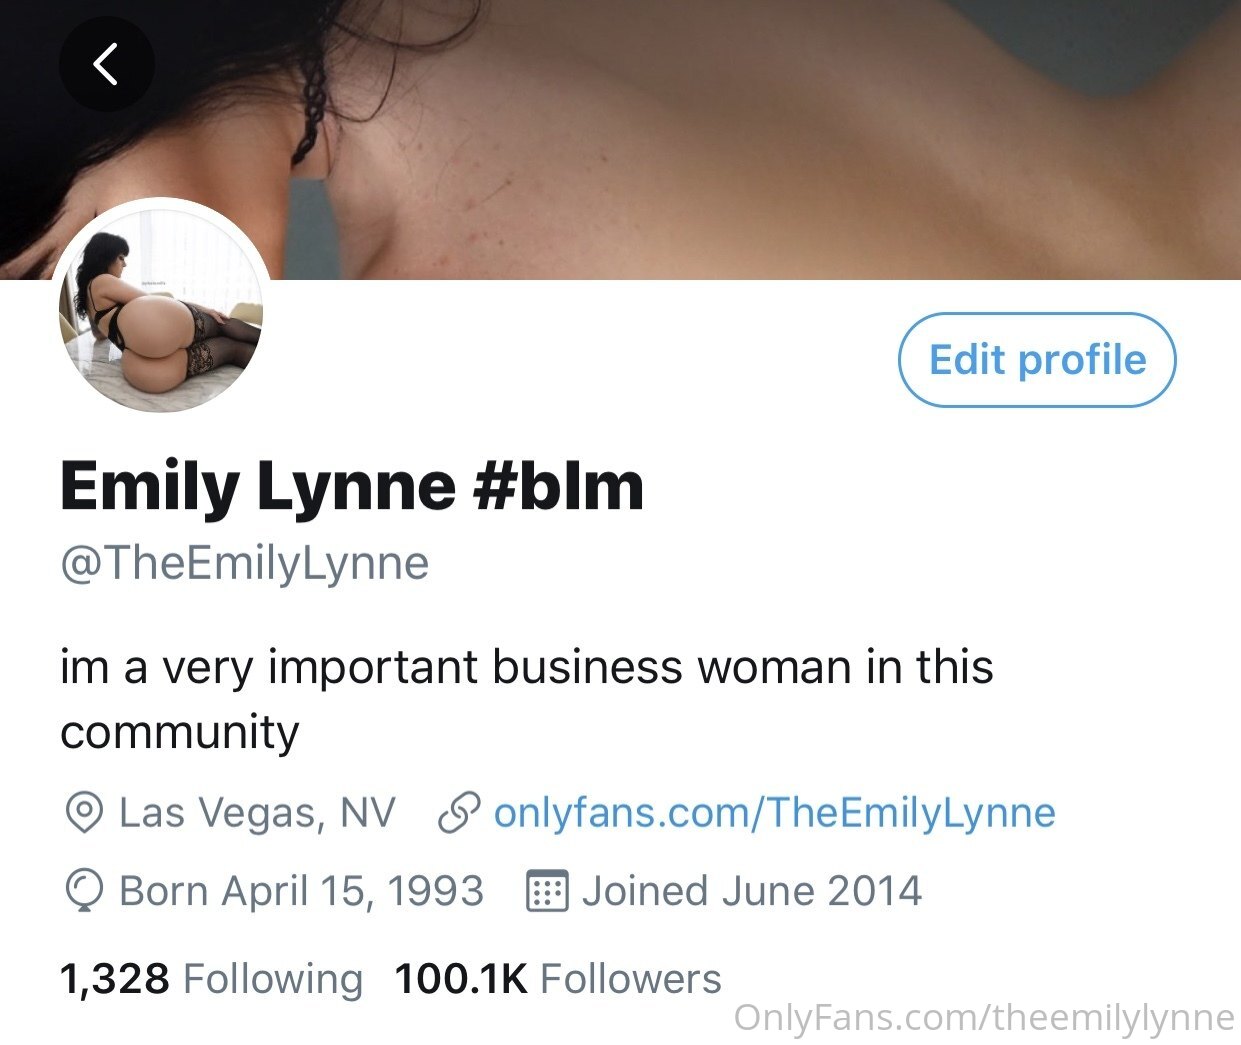 Edit profile
Emily Lynne #blm
@TheEmilyLynne
im a very important business woman in this
community
Las Vegas, NV onlyfans.com/TheEmilyLynne
Born April 15, 1993 Joined June 2014
1,328 Following 100.1K Followers
OnlyFans.com/theemilylynne